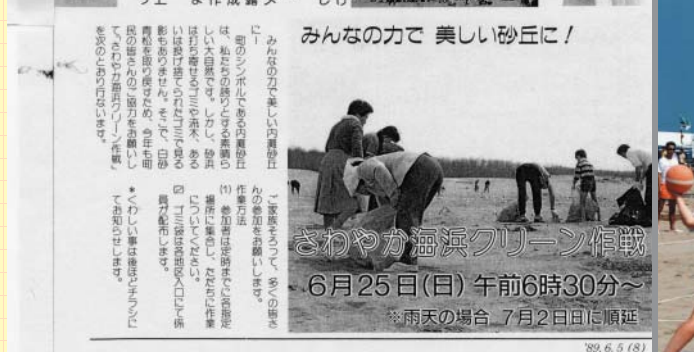 みんなの力で 美しい砂丘に!
さわやか海浜クリーン作戦
6月25日(日) 午前6時30分~
※雨天の場合 7月2日日に順延
みんなの力で美しい内灘砂丘
に!
町のシンボルである内灘砂丘
は、私たちの誇りとする素晴ら
しい大自然です。しかし、砂浜
は打ち寄せるゴミや流木、ある
いは投げ捨てられたゴミで見る
影もありません。そこで、白砂
青松を取り戻すため、今年も町
民の皆さんのご協力をお願いし
て、“さわやか海浜クリーン作戦”
を次のとおり行ないます。
ご家族そろって、多くの皆さ
んの参加をお願いします。
作業方法
(1) 参加者は定時までに各指定
場所に集合し、ただちに作業
についてください。
(2) ゴミ袋は各地区入口にて係
員が配布します。
*くわしい事は後ほどチラシに
てお知らせします。
'89.6.5 (8)